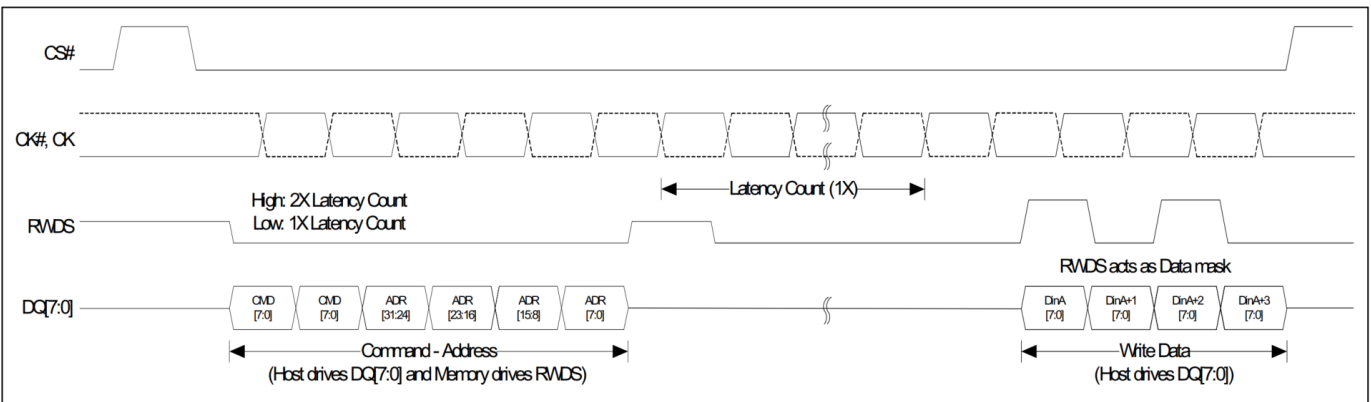 CS#
CK#, CK
Latency Count (1X)
High: 2X Latency Count
Low: 1X Latency Count
RWDS
RWDS acts as Data mask
DQ[7:0]
CMD [7:0]
CMD [7:0]
ADR [31:24]
ADR [23:16]
ADR [15:8]
ADR [7:0]
DinA [7:0]
DinA+1 [7:0]
DinA+2 [7:0]
DinA+3 [7:0]
Command - Address
(Host drives DQ[7:0] and Memory drives RWDS)
Write Data
(Host drives DQ[7:0])